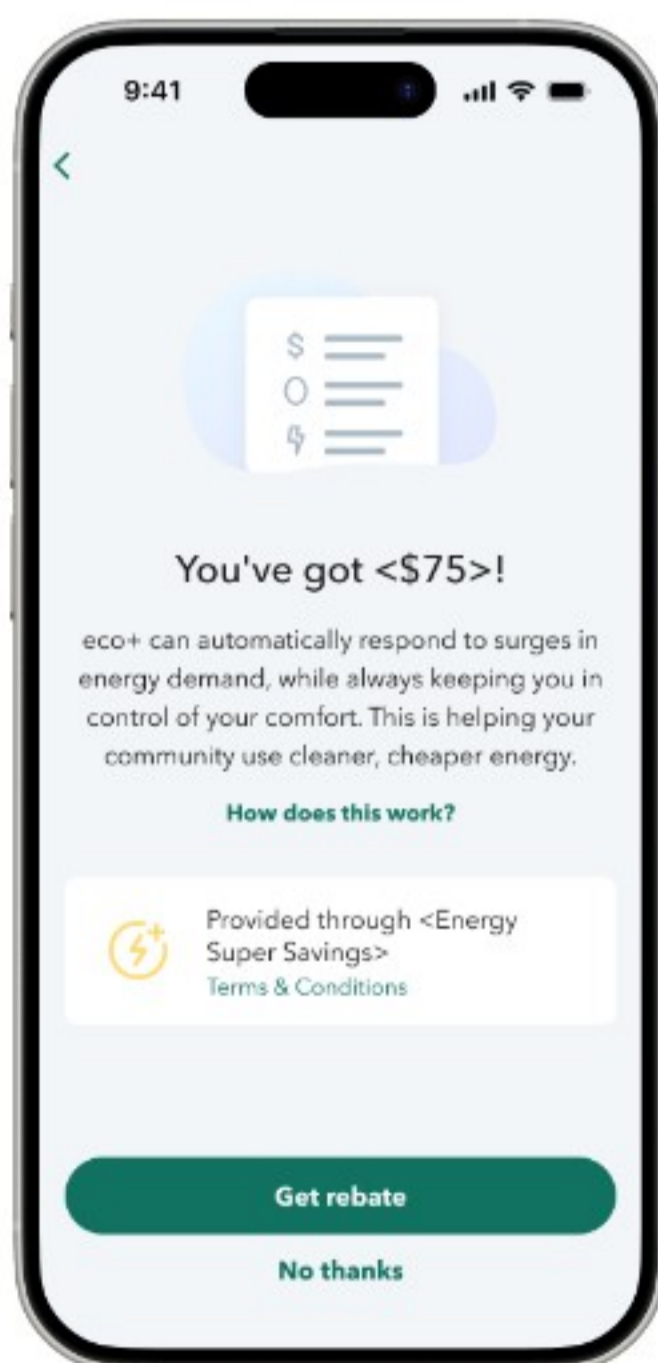 9:41
$
You've got <$75>!
eco+ can automatically respond to surges in
energy demand, while always keeping you in
control of your comfort. This is helping your
community use cleaner, cheaper energy.
How does this work?
Provided through <Energy
Super Savings>
Terms & Conditions
Get rebate
No thanks